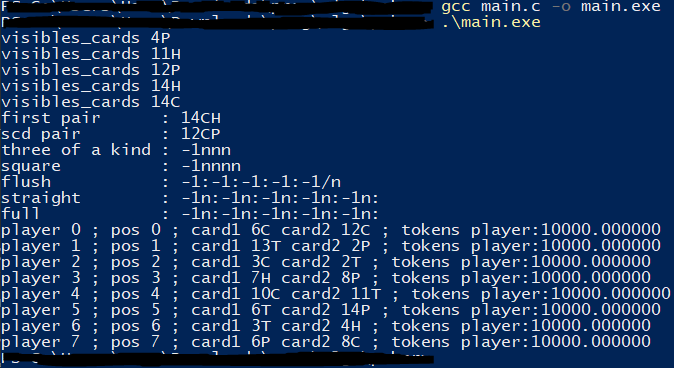 gcc main.c -o main.exe
.\main.exe
visibles_cards 4P
visibles_cards 11H
visibles_cards 12P
visibles_cards 14H
visibles_cards 14C
first pair      : 14CH
scd pair        : 12CP
three of a kind : -1nnn
square          : -1nnnn
flush           : -1:-1:-1:-1:-1/n
straight        : -1n:-1n:-1n:-1n:-1n:
full            : -1n:-1n:-1n:-1n:-1n:
player 0 ; pos 0 ; card1 6C card2 12C ; tokens player:10000.000000
player 1 ; pos 1 ; card1 13T card2 2P ; tokens player:10000.000000
player 2 ; pos 2 ; card1 3C card2 2T ; tokens player:10000.000000
player 3 ; pos 3 ; card1 7H card2 8P ; tokens player:10000.000000
player 4 ; pos 4 ; card1 10C card2 11T ; tokens player:10000.000000
player 5 ; pos 5 ; card1 6T card2 14P ; tokens player:10000.000000
player 6 ; pos 6 ; card1 3T card2 4H ; tokens player:10000.000000
player 7 ; pos 7 ; card1 6P card2 8C ; tokens player:10000.000000